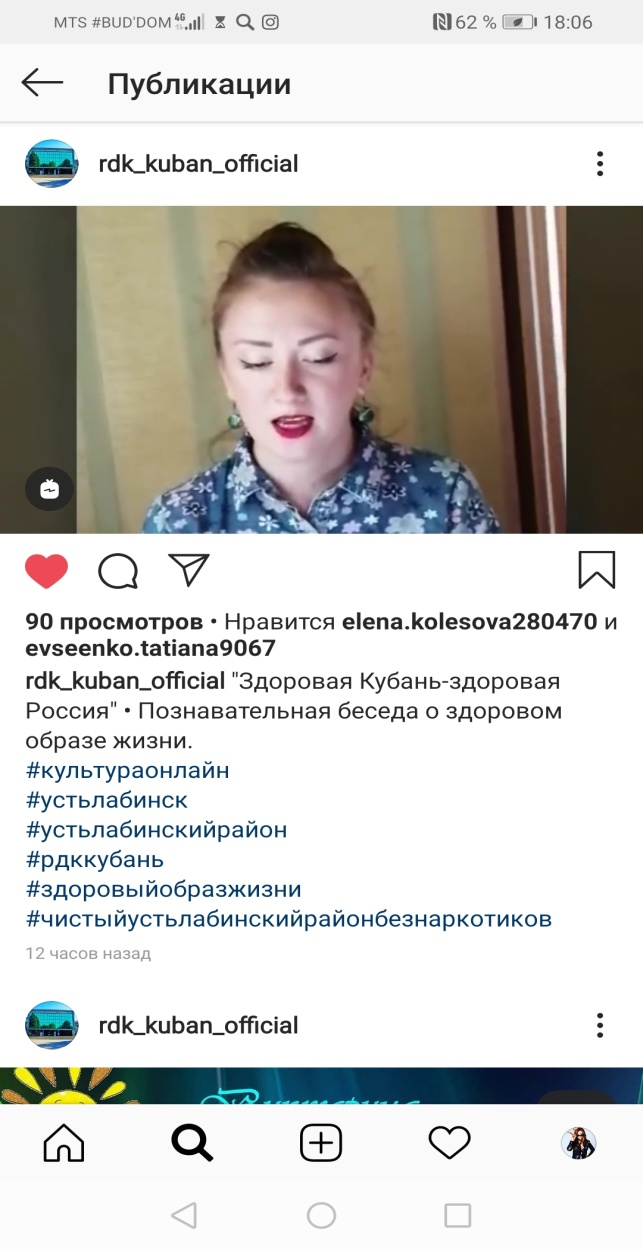 MTS #BUD'DOM 4G 62 % 18:06
Публикации
rdk_kuban_official
90 просмотров • Нравится elena.kolesova280470 и
evseenko.tatiana9067
rdk_kuban_official "Здоровая Кубань-здоровая
Россия" • Познавательная беседа о здоровом
образе жизни.
#культураонлайн
#устьлабинск
#устьлабинскийрайон
#рдккубань
#здоровыйобразжизни
#чистыйустьлабинскийрайонбезнаркотиков
12 часов назад
rdk_kuban_official